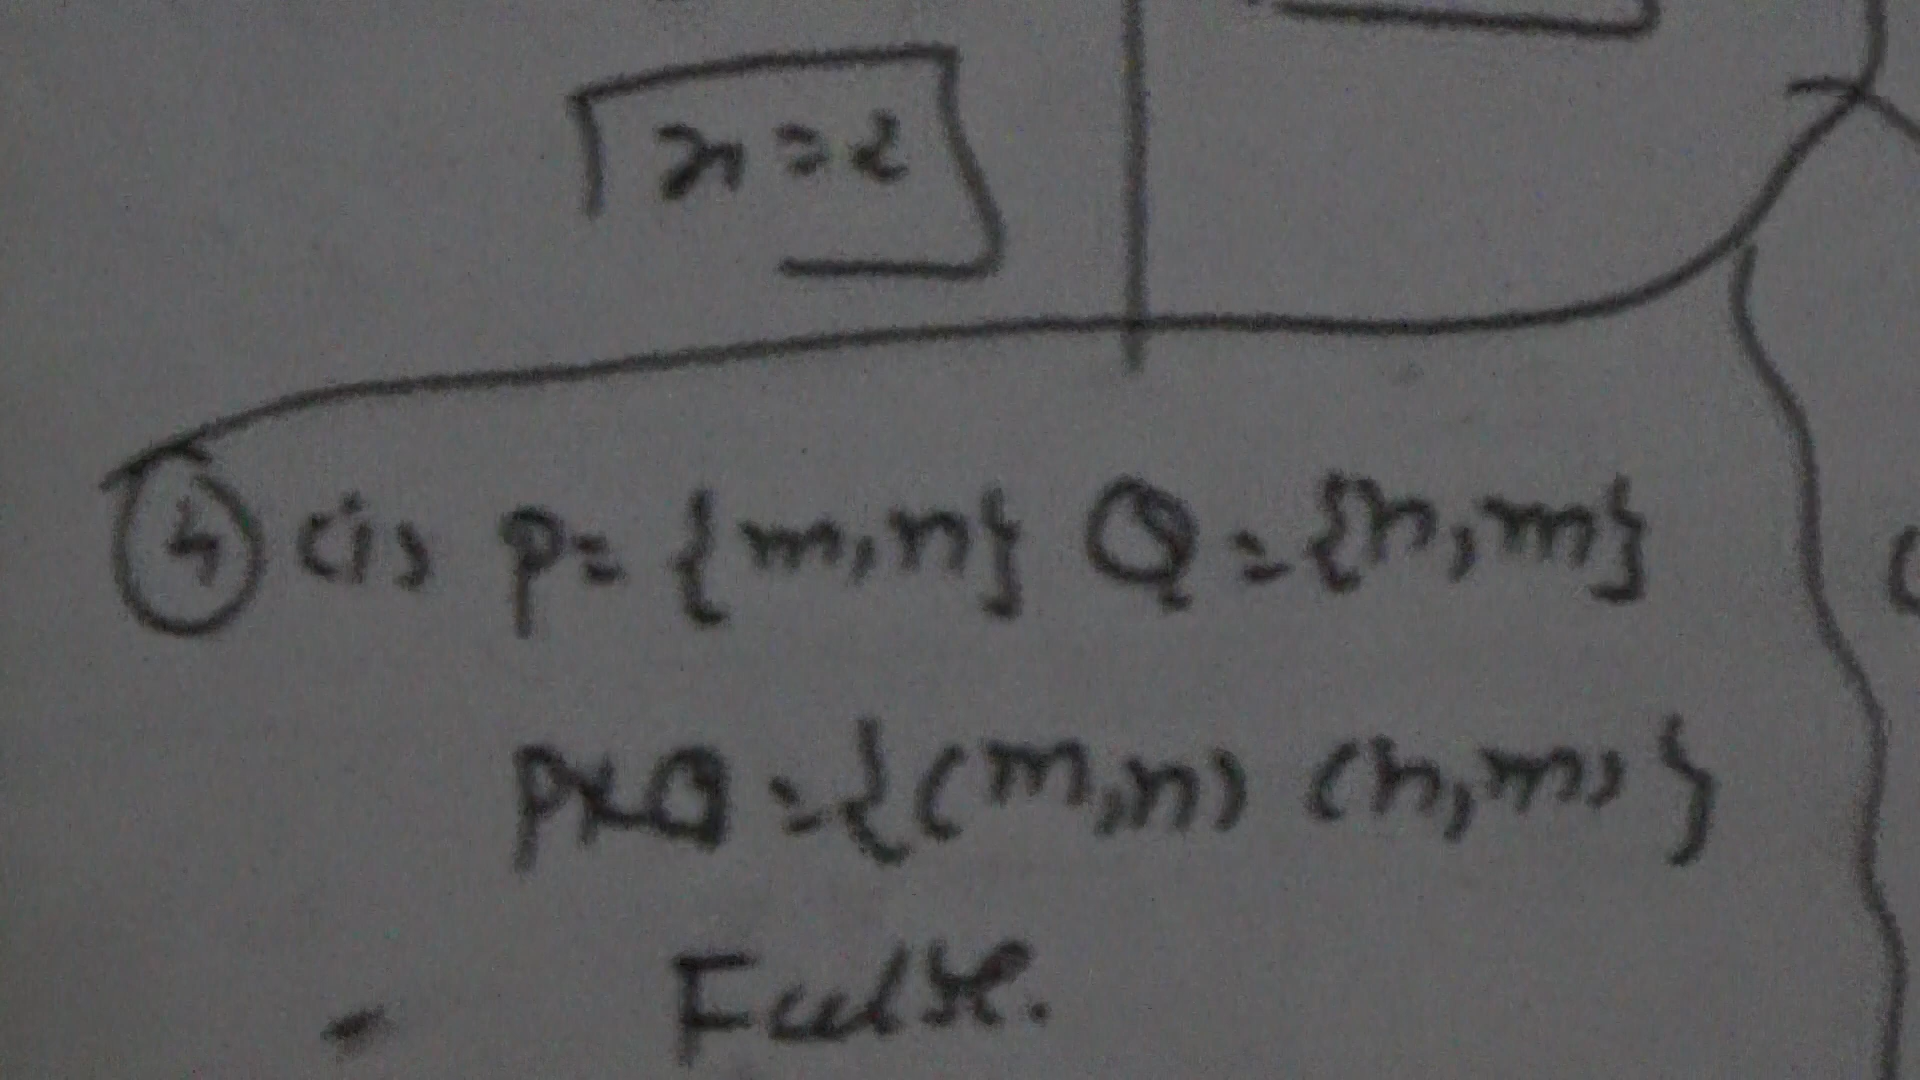 x = 2
④ (i) P = {m, n} Q = {n, m}
P×Q = {(m, n) (n, m)}
False.